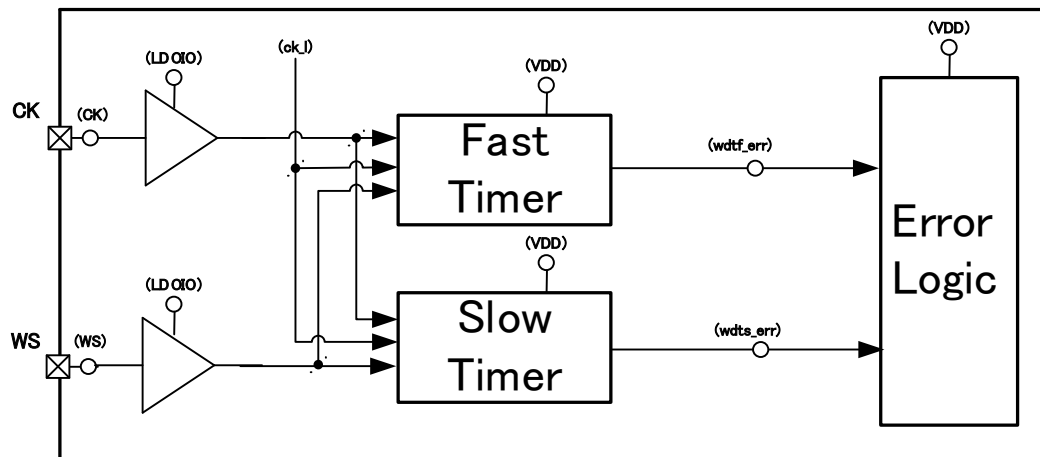 (VDD)
(LDOIO)
(ck_l)
(VDD)
CK
(CK)
Fast
Timer
(wdtf_err)
Error
Logic
(VDD)
(LDOIO)
WS
(WS)
Slow
Timer
(wdts_err)